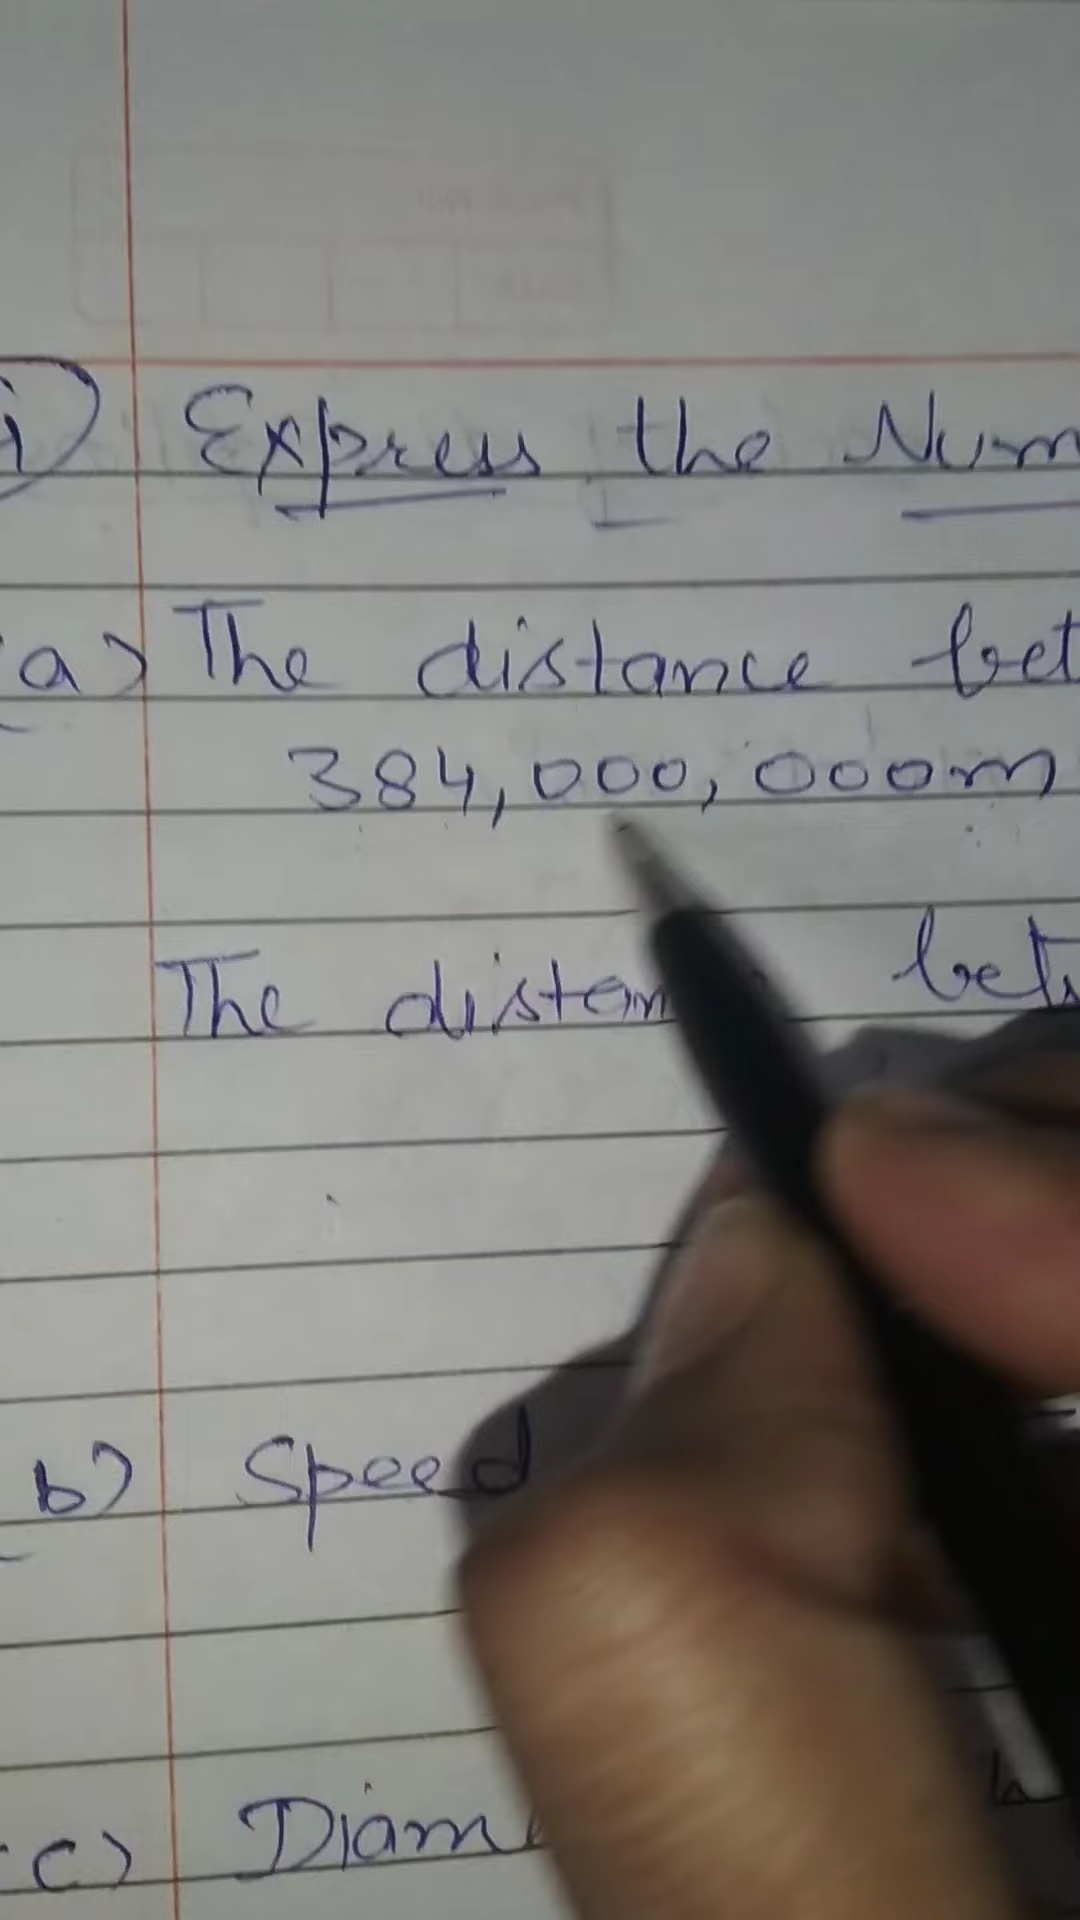 i) Express the Num
a) The distance bet
384,000,000m
The distan bet
b) Speed
c) Diam